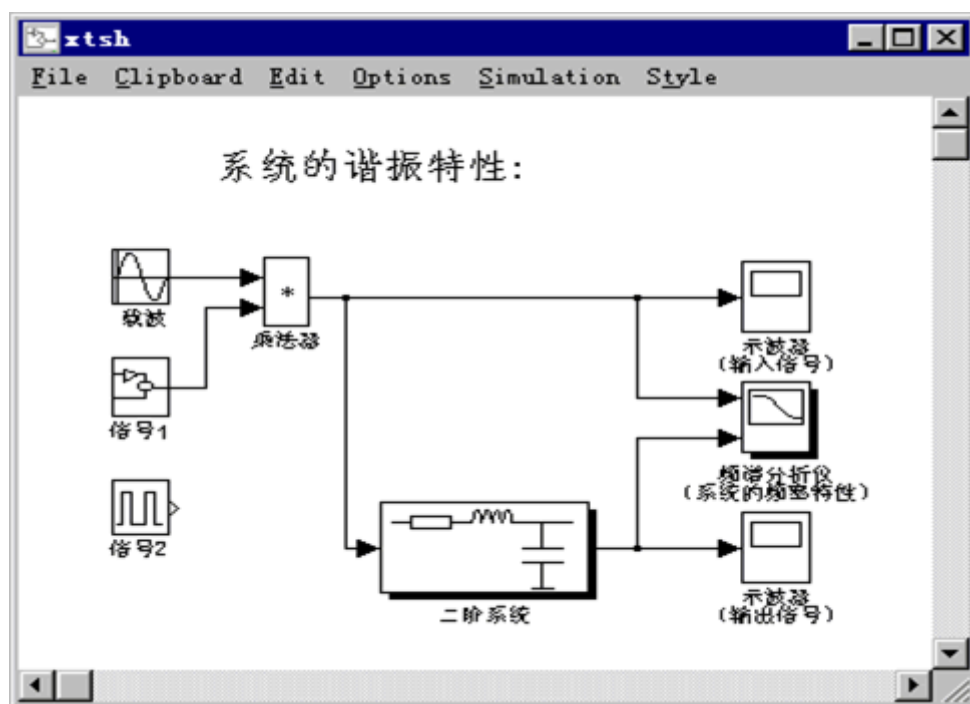 xtsh
File Clipboard Edit Options Simulation Style
系统的谐振特性:
载波
*
乘法器
示波器
(输入信号)
信号1
频谱分析仪
(系统的频率特性)
信号2
二阶系统
示波器
(输出信号)